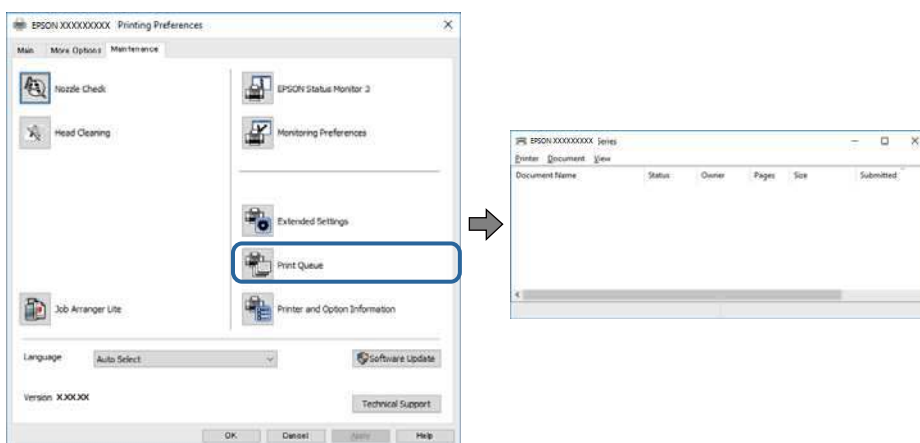 EPSON XXXXXXXXX Printing Preferences
Main More Options Maintenance
Nozzle Check
EPSON Status Monitor 3
Head Cleaning
Monitoring Preferences
Extended Settings
Print Queue
Job Arranger Lite
Printer and Option Information
Language Auto Select
Software Update
Version X.XX.XX
Technical Support
OK Cancel Apply Help
EPSON XXXXXXXXX Series
Printer Document View
Document Name Status Owner Pages Size Submitted